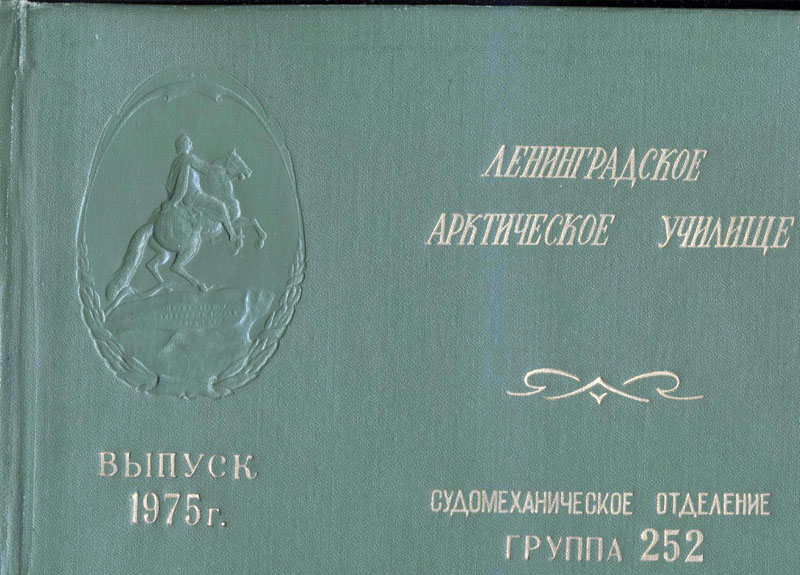 ЛЕНИНГРАДСКОЕ
АРКТИЧЕСКОЕ УЧИЛИЩЕ
ВЫПУСК
1975г.
СУДОМЕХАНИЧЕСКОЕ ОТДЕЛЕНИЕ
ГРУППА 252